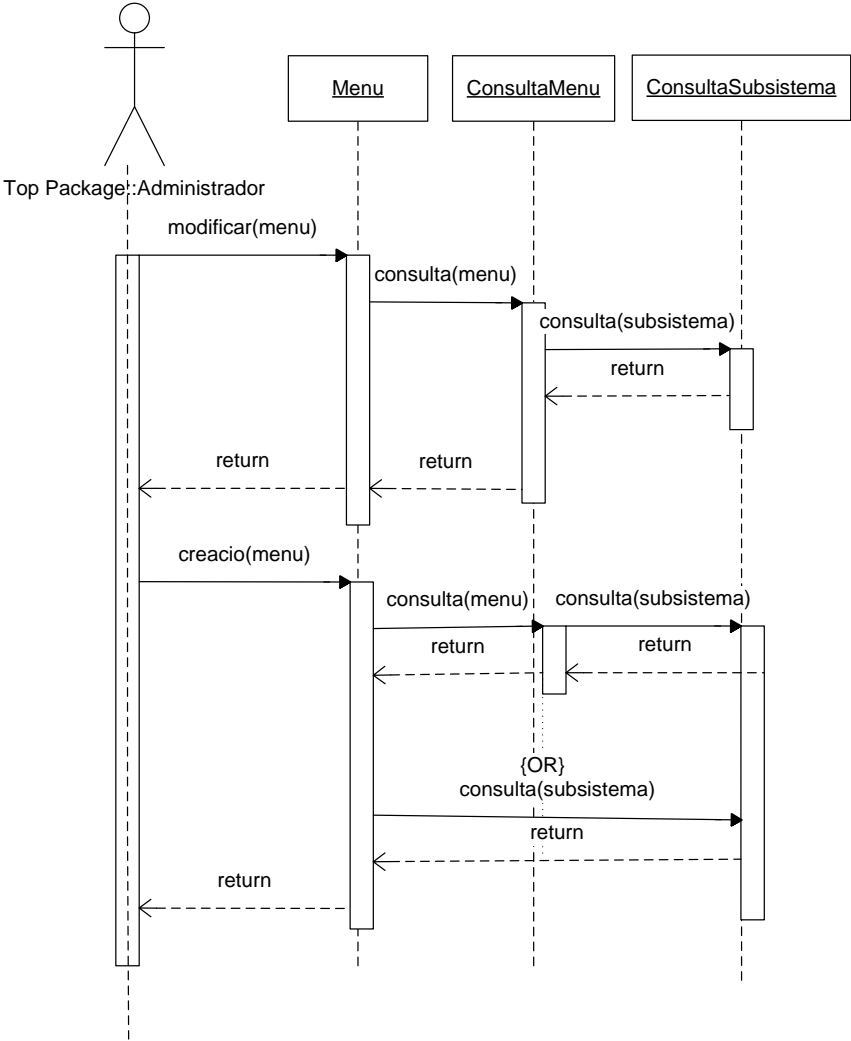 Menu
ConsultaMenu
ConsultaSubsistema
Top Package::Administrador
modificar(menu)
consulta(menu)
consulta(subsistema)
return
return
return
creacio(menu)
consulta(menu)
consulta(subsistema)
return
return
{OR}
consulta(subsistema)
return
return